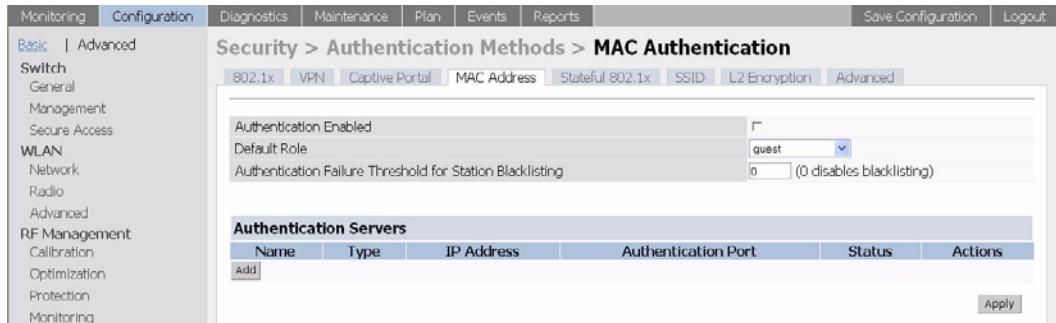 Monitoring Configuration Diagnostics Maintenance Plan Events Reports Save Configuration Logout
Basic | Advanced
Switch
General
Management
Secure Access
WLAN
Network
Radio
Advanced
RF Management
Calibration
Optimization
Protection
Monitoring
Security > Authentication Methods > MAC Authentication
802.1x VPN Captive Portal MAC Address Stateful 802.1x SSID L2 Encryption Advanced
Authentication Enabled
Default Role guest
Authentication Failure Threshold for Station Blacklisting 0 (0 disables blacklisting)
Authentication Servers
Name Type IP Address Authentication Port Status Actions
Add
Apply